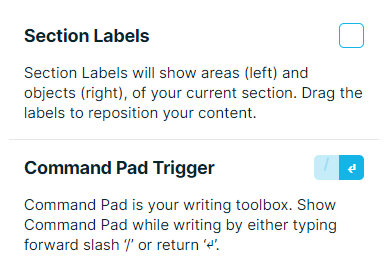 Section Labels
Section Labels will show areas (left) and
objects (right), of your current section. Drag the
labels to reposition your content.
Command Pad Trigger
/ ↲
Command Pad is your writing toolbox. Show
Command Pad while writing by either typing
forward slash ‘/’ or return ‘↲’.